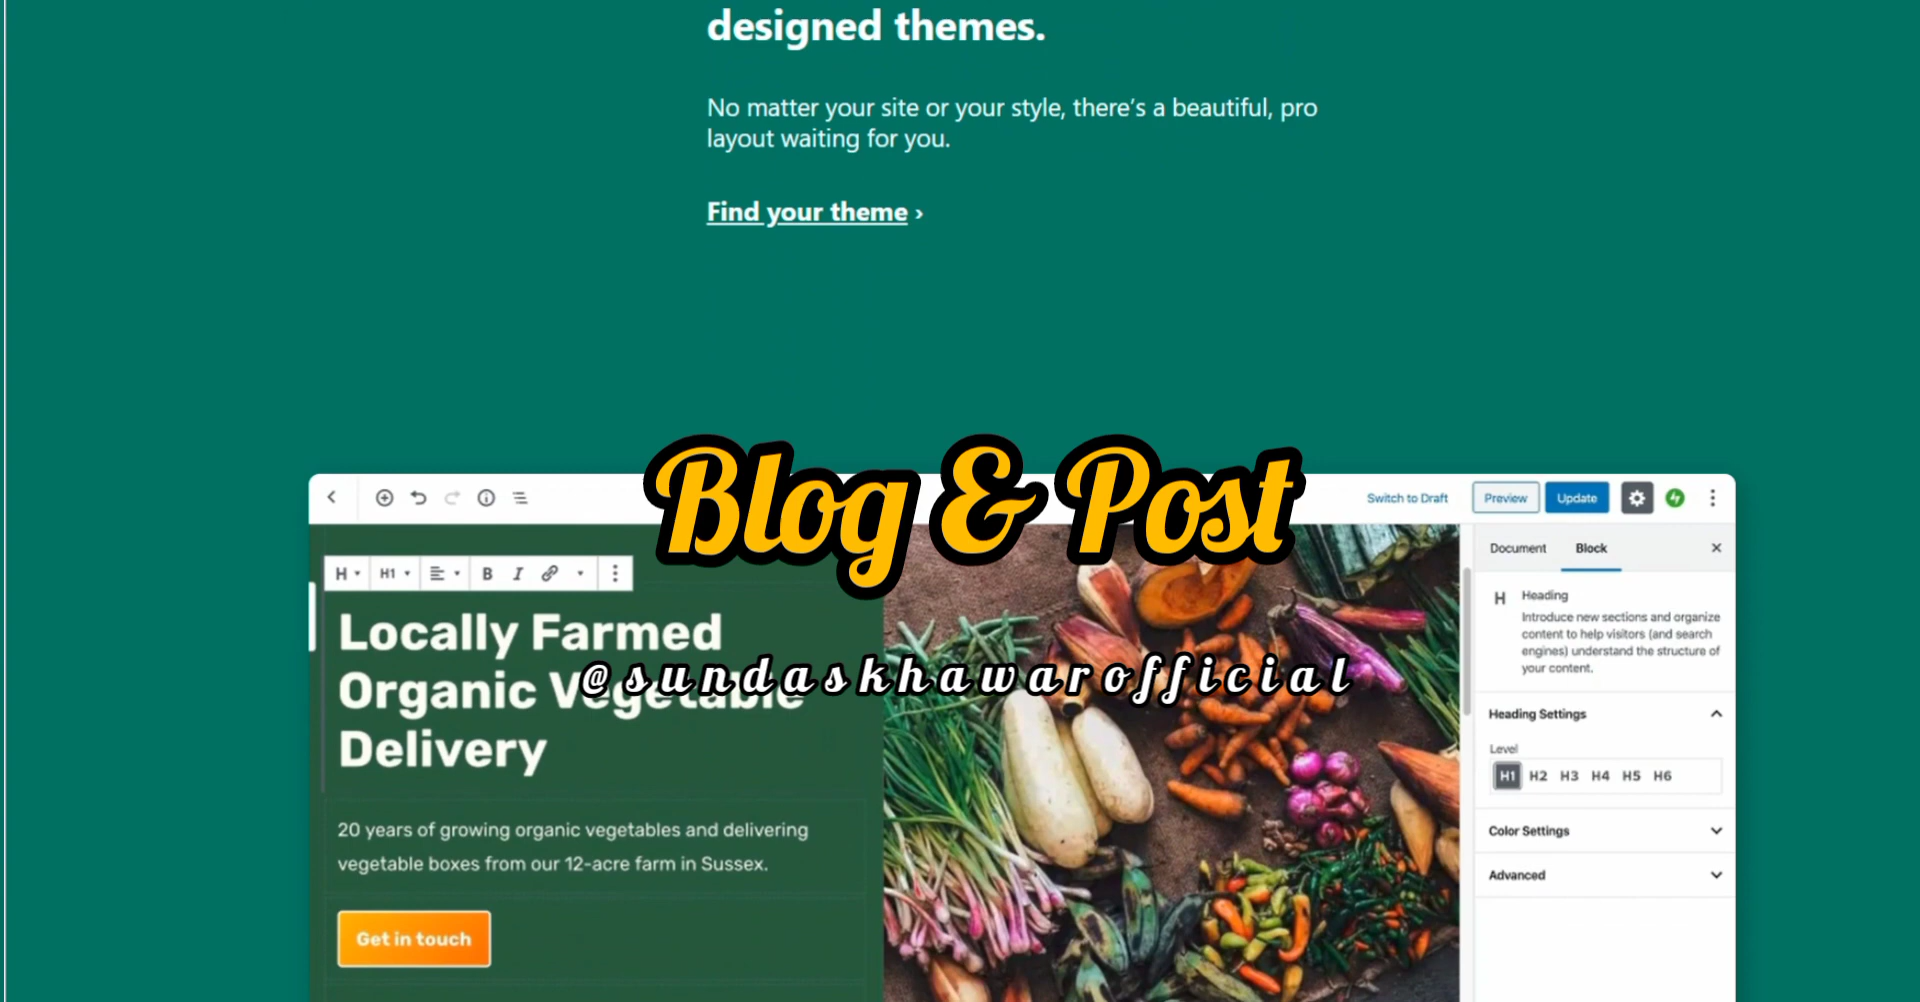 designed themes.
No matter your site or your style, there's a beautiful, pro
layout waiting for you.
Find your theme ›
Blog & Post
Switch to Draft
Preview
Update
H
H1
B
I
Locally Farmed
Organic Vegetable
Delivery
@sundaskhawarofficial
20 years of growing organic vegetables and delivering
vegetable boxes from our 12-acre farm in Sussex.
Get in touch
Document
Block
H
Heading
Introduce new sections and organize
content to help visitors (and search
engines) understand the structure of
your content.
Heading Settings
Level
H1 H2 H3 H4 H5 H6
Color Settings
Advanced